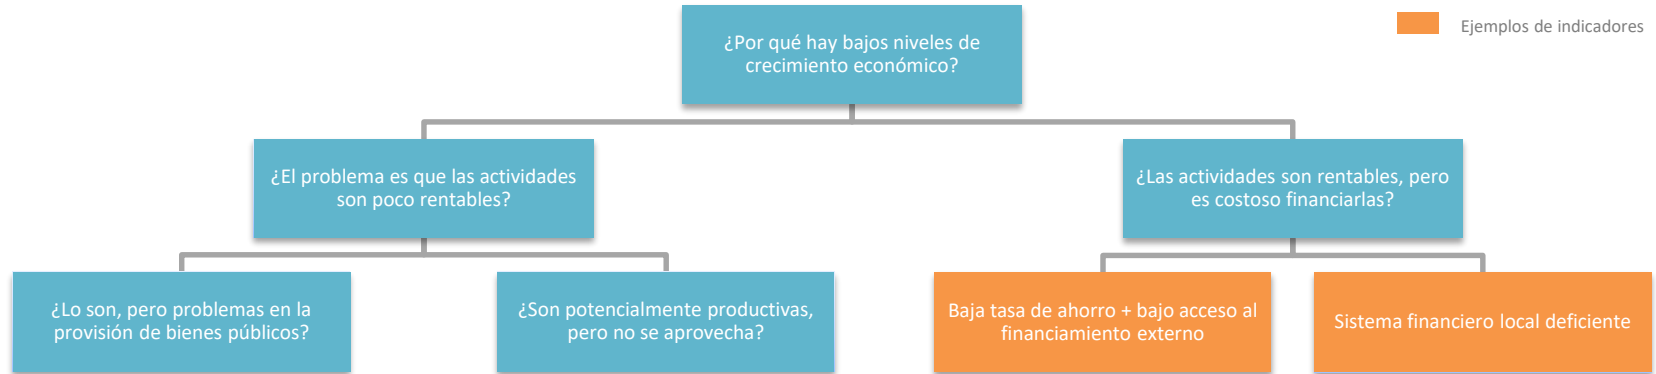 ¿Por qué hay bajos niveles de
crecimiento económico?
Ejemplos de indicadores
¿El problema es que las actividades
son poco rentables?
¿Las actividades son rentables, pero
es costoso financiarlas?
¿Lo son, pero problemas en la
provisión de bienes públicos?
¿Son potencialmente productivas,
pero no se aprovecha?
Baja tasa de ahorro + bajo acceso al
financiamiento externo
Sistema financiero local deficiente